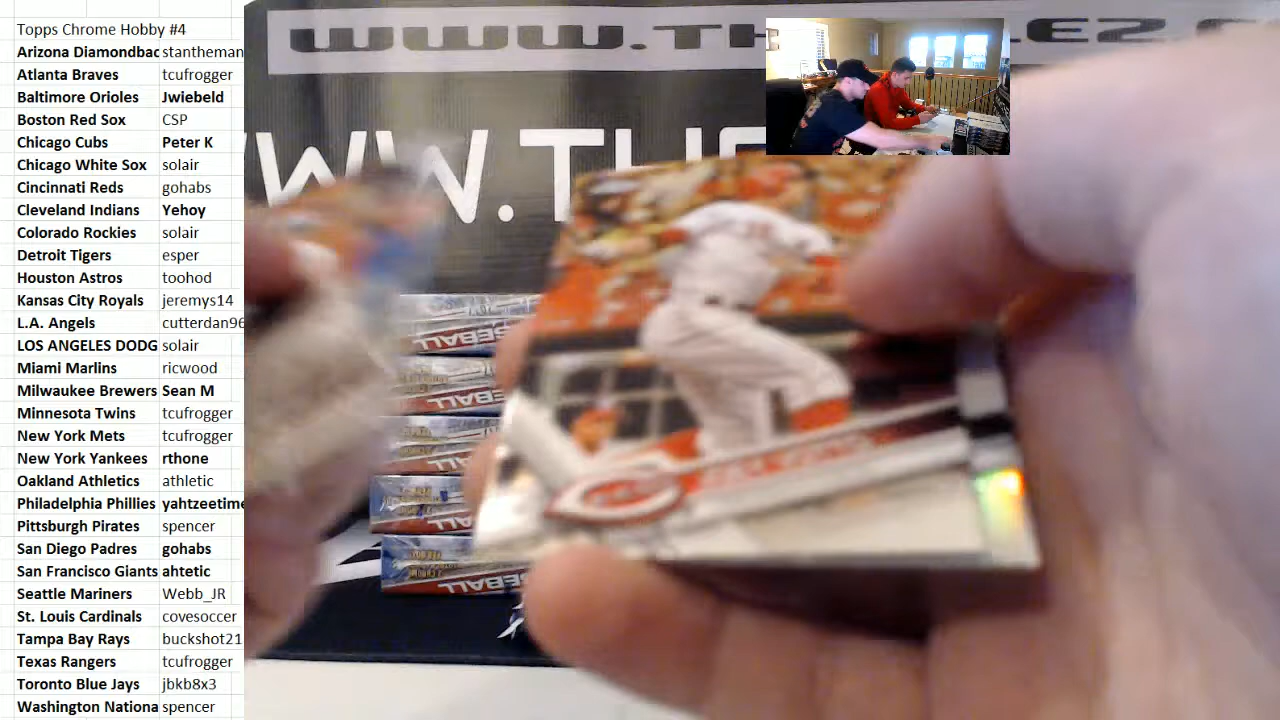 Topps Chrome Hobby #4
Arizona Diamondbac stantheman
Atlanta Braves tcufrogger
Baltimore Orioles Jwiebeld
Boston Red Sox CSP
Chicago Cubs Peter K
Chicago White Sox solair
Cincinnati Reds gohabs
Cleveland Indians Yehoy
Colorado Rockies solair
Detroit Tigers esper
Houston Astros toohod
Kansas City Royals jeremys14
L.A. Angels cutterdan96
LOS ANGELES DODG solair
Miami Marlins ricwood
Milwaukee Brewers Sean M
Minnesota Twins tcufrogger
New York Mets tcufrogger
New York Yankees rthone
Oakland Athletics athletic
Philadelphia Phillies yahtzeetime
Pittsburgh Pirates spencer
San Diego Padres gohabs
San Francisco Giants ahtetic
Seattle Mariners Webb_JR
St. Louis Cardinals covesoccer
Tampa Bay Rays buckshot21
Texas Rangers tcufrogger
Toronto Blue Jays jbkb8x3
Washington Nationa spencer
WWW.TH
WW.TH